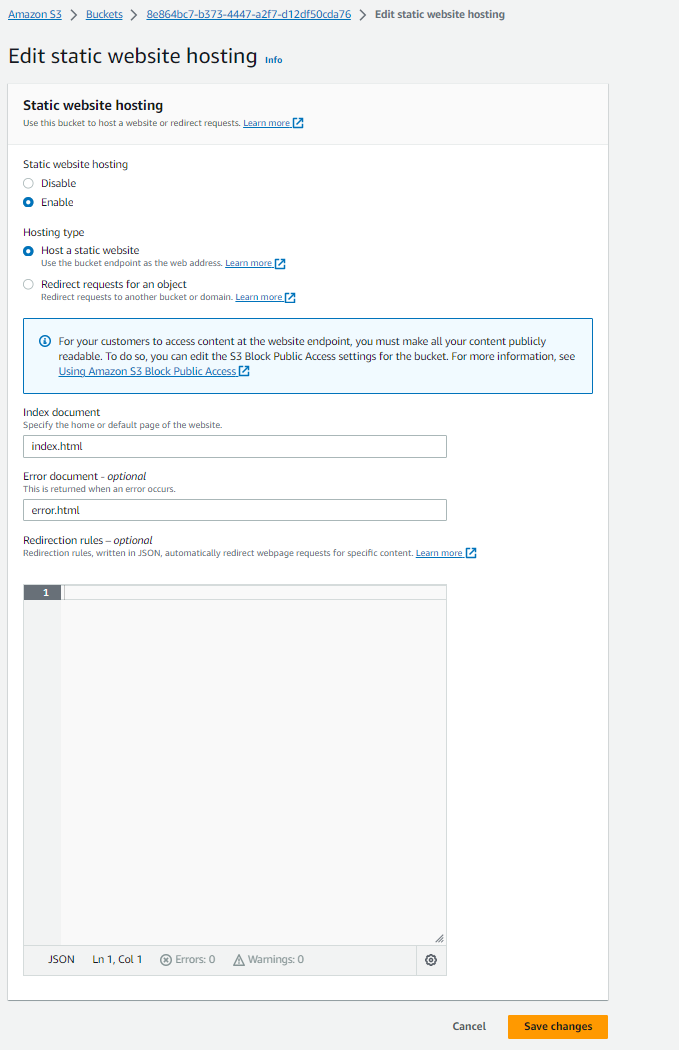 Amazon S3 > Buckets > 8e864bc7-b373-4447-a2f7-d12df50cda76 > Edit static website hosting
Edit static website hosting Info
Static website hosting
Use this bucket to host a website or redirect requests. Learn more
Static website hosting
Disable
Enable
Hosting type
Host a static website
Use the bucket endpoint as the web address. Learn more
Redirect requests for an object
Redirect requests to another bucket or domain. Learn more
For your customers to access content at the website endpoint, you must make all your content publicly
readable. To do so, you can edit the S3 Block Public Access settings for the bucket. For more information, see
Using Amazon S3 Block Public Access
Index document
Specify the home or default page of the website.
index.html
Error document - optional
This is returned when an error occurs.
error.html
Redirection rules – optional
Redirection rules, written in JSON, automatically redirect webpage requests for specific content. Learn more
1
JSON Ln 1, Col 1 Errors: 0 Warnings: 0
Cancel Save changes